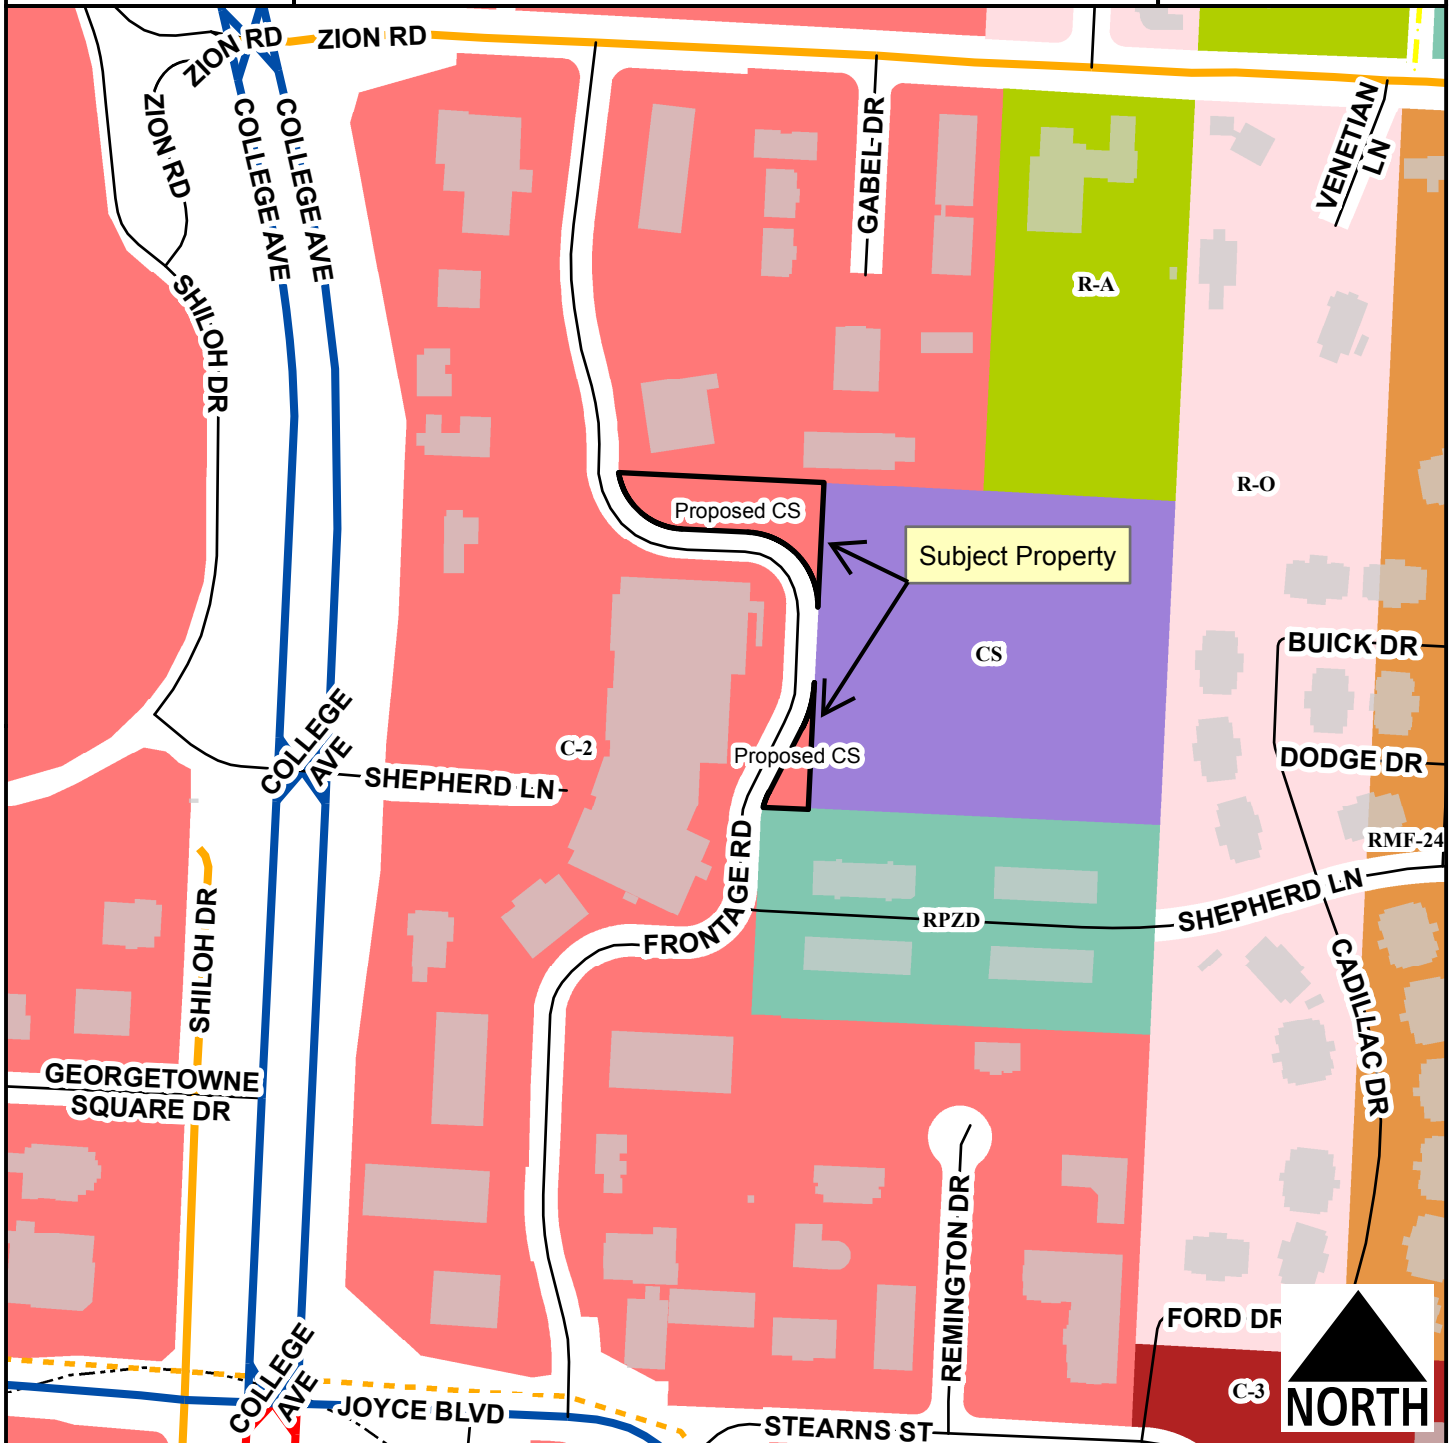 ZION RD
ZION RD
ZION RD
COLLEGE AVE
COLLEGE AVE
GABEL DR
VENETIAN
LN
SHILOH DR
R-A
R-O
Proposed CS
Subject Property
CS
BUICK DR
COLLEGE
AVE
C-2
Proposed CS
DODGE DR
SHEPHERD LN
RMF-24
FRONTAGE RD
SHILOH DR
RPZD
SHEPHERD LN
CADILLAC DR
GEORGETOWNE
SQUARE DR
REMINGTON DR
FORD DR
COLLEGE
AVE
JOYCE BLVD
STEARNS ST
C-3
NORTH